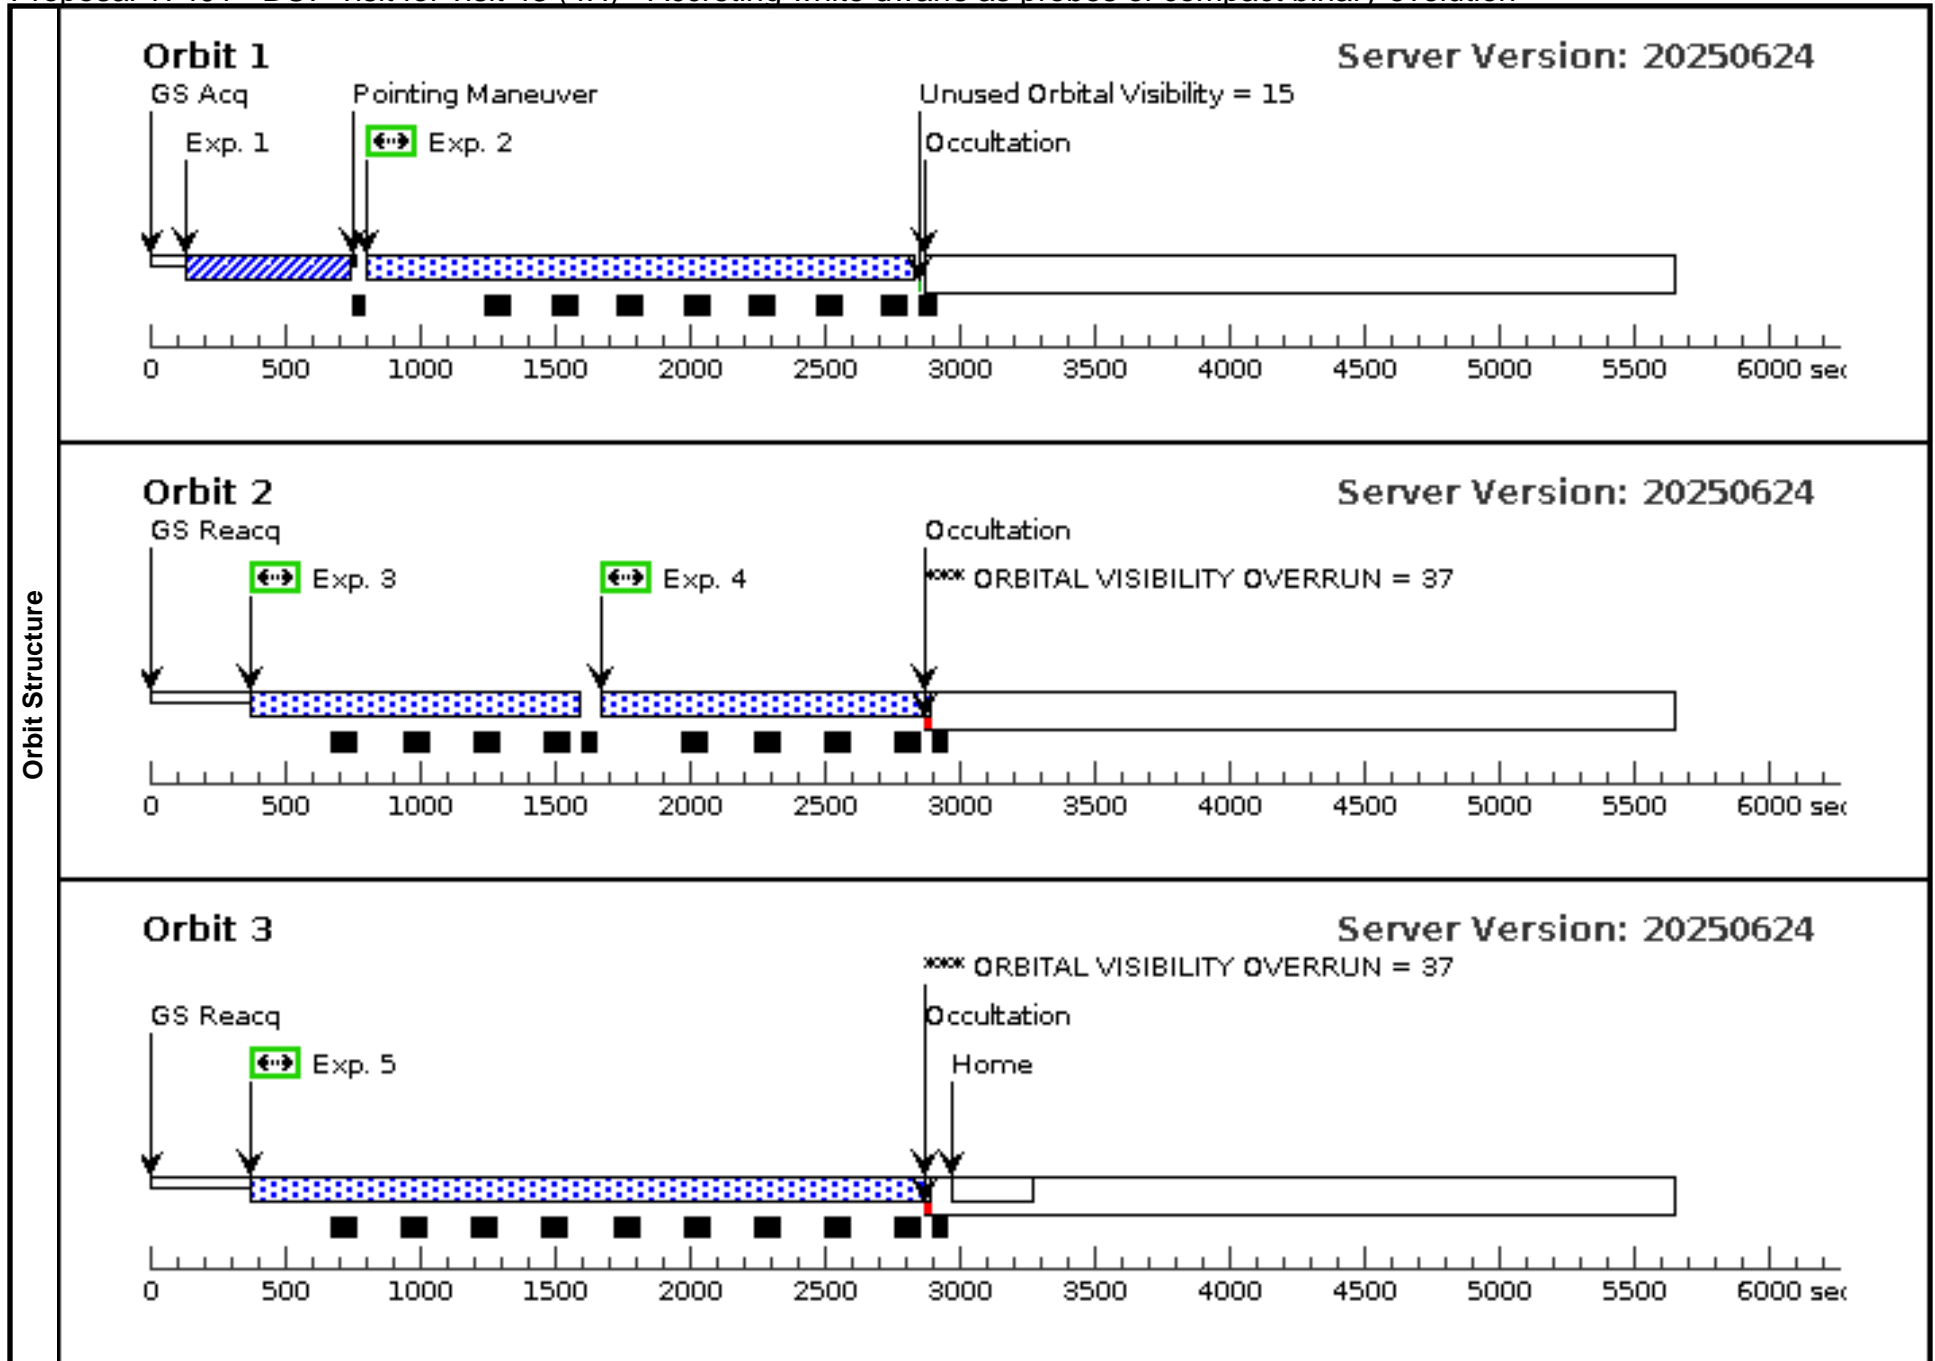 Orbit Structure
Orbit 1
Server Version: 20250624
GS Acq
Pointing Maneuver
Unused Orbital Visibility = 15
Exp. 1
Exp. 2
Occultation
0 500 1000 1500 2000 2500 3000 3500 4000 4500 5000 5500 6000
Orbit 2
Server Version: 20250624
GS Reacq
Occultation
Exp. 3
Exp. 4
**** ORBITAL VISIBILITY OVERRUN = 37
0 500 1000 1500 2000 2500 3000 3500 4000 4500 5000 5500 6000
Orbit 3
Server Version: 20250624
**** ORBITAL VISIBILITY OVERRUN = 37
GS Reacq
Occultation
Exp. 5
Home
0 500 1000 1500 2000 2500 3000 3500 4000 4500 5000 5500 6000